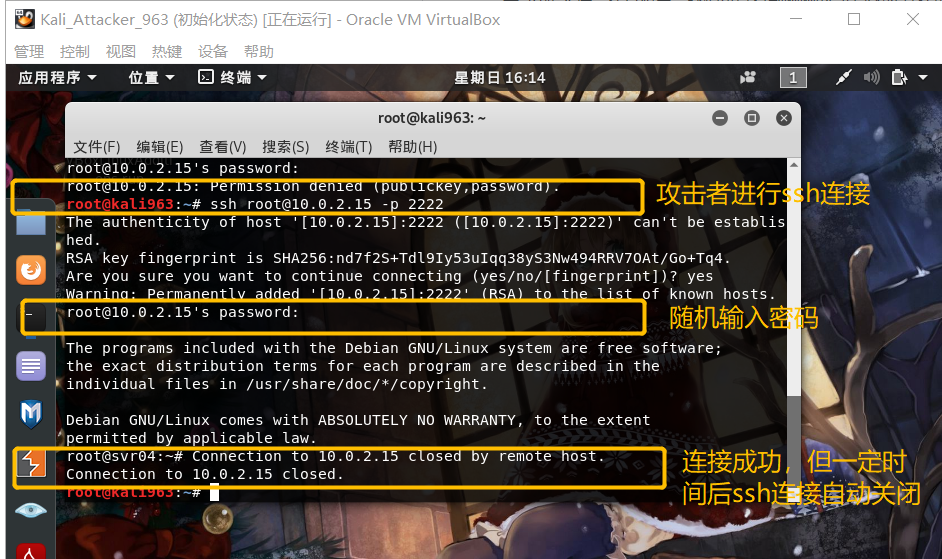 Kali_Attacker_963 (初始化状态) [正在运行] - Oracle VM VirtualBox
管理 控制 视图 热键 设备 帮助
应用程序 位置 终端 星期日 16:14 1
root@kali963: ~
文件(F) 编辑(E) 查看(V) 搜索(S) 终端(T) 帮助(H)
root@10.0.2.15's password:
root@10.0.2.15: Permission denied (publickey,password).
root@kali963:~# ssh root@10.0.2.15 -p 2222
攻击者进行ssh连接
The authenticity of host '[10.0.2.15]:2222 ([10.0.2.15]:2222)' can't be establis
hed.
RSA key fingerprint is SHA256:nd7f2S+Tdl9Iy53uIqq38yS3Nw494RRV7OAt/Go+Tq4.
Are you sure you want to continue connecting (yes/no/[fingerprint])? yes
Warning: Permanently added '[10.0.2.15]:2222' (RSA) to the list of known hosts.
root@10.0.2.15's password:
随机输入密码
The programs included with the Debian GNU/Linux system are free software;
the exact distribution terms for each program are described in the
individual files in /usr/share/doc/*/copyright.
Debian GNU/Linux comes with ABSOLUTELY NO WARRANTY, to the extent
permitted by applicable law.
root@svr04:~# Connection to 10.0.2.15 closed by remote host.
Connection to 10.0.2.15 closed.
连接成功，但一定时
间后ssh连接自动关闭
root@kali963:~#